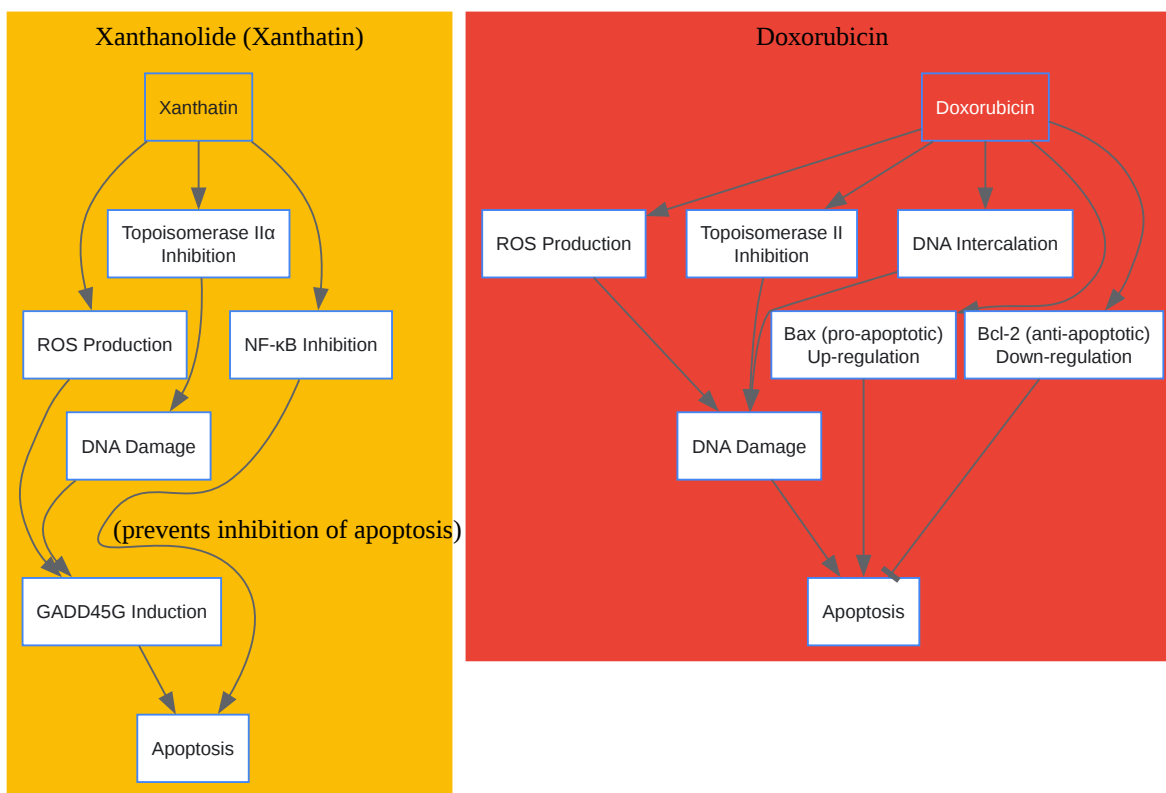 Xanthanolide (Xanthatin)
Xanthatin
Topoisomerase IIα
Inhibition
ROS Production
NF-κB Inhibition
DNA Damage
(prevents inhibition of apoptosis)
GADD45G Induction
Apoptosis
Doxorubicin
Doxorubicin
ROS Production
Topoisomerase II
Inhibition
DNA Intercalation
Bax (pro-apoptotic)
Up-regulation
Bcl-2 (anti-apoptotic)
Down-regulation
DNA Damage
Apoptosis